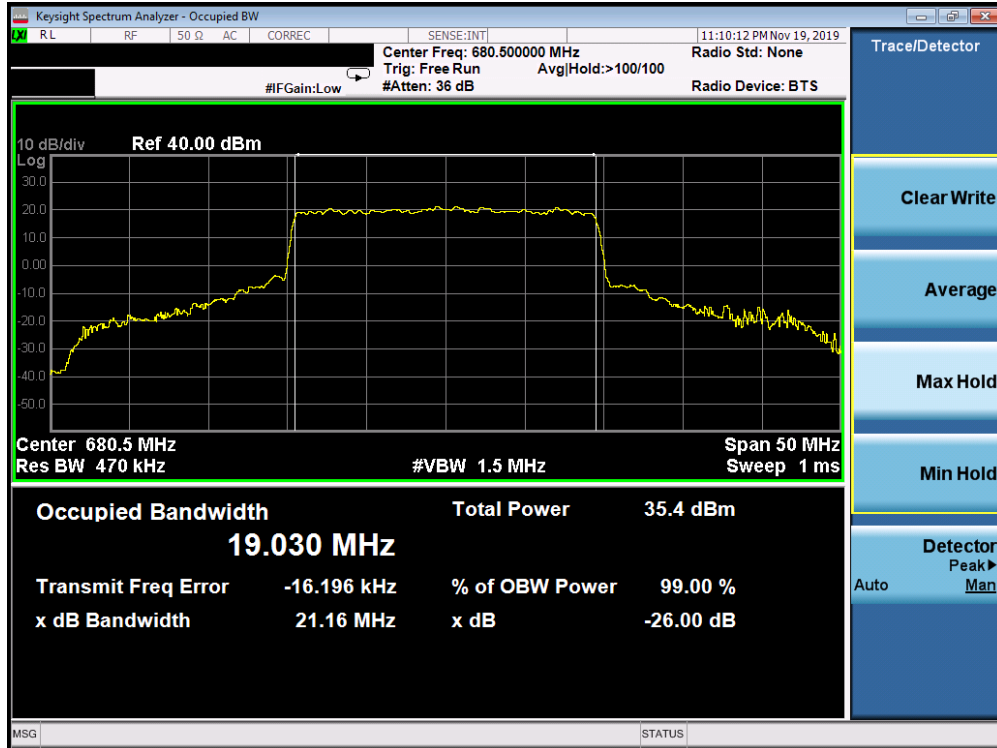 Keysight Spectrum Analyzer - Occupied BW
LXI RL RF 50 Ω AC CORREC SENSE:INT 11:10:12 PM Nov 19, 2019
Center Freq: 680.500000 MHz Radio Std: None
Trig: Free Run Avg|Hold:>100/100
#IFGain:Low #Atten: 36 dB Radio Device: BTS
Trace/Detector
10 dB/div Ref 40.00 dBm
Log
30.0
20.0
10.0
0.00
-10.0
-20.0
-30.0
-40.0
-50.0
Center 680.5 MHz Span 50 MHz
Res BW 470 kHz #VBW 1.5 MHz Sweep 1 ms
Occupied Bandwidth Total Power 35.4 dBm
19.030 MHz
Transmit Freq Error -16.196 kHz % of OBW Power 99.00 %
x dB Bandwidth 21.16 MHz x dB -26.00 dB
Clear Write
Average
Max Hold
Min Hold
Detector
Peak▶
Auto Man
MSG STATUS